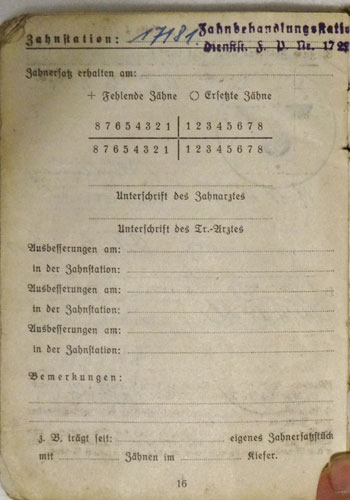 Zahnstation: 17181 Zahnbehandlungsstatio
Dienstst. F. P. Nr. 172
Zahnersatz erhalten am:
+ Fehlende Zähne ○ Ersetzte Zähne
8 7 6 5 4 3 2 1 | 1 2 3 4 5 6 7 8
8 7 6 5 4 3 2 1 | 1 2 3 4 5 6 7 8
Unterschrift des Zahnarztes
Unterschrift des Tr.-Arztes
Ausbesserungen am:
in der Zahnstation:
Ausbesserungen am:
in der Zahnstation:
Ausbesserungen am:
in der Zahnstation:
Bemerkungen:
z. B. trägt seit: eigenes Zahnersatzstück
mit Zähnen im Kiefer.
16